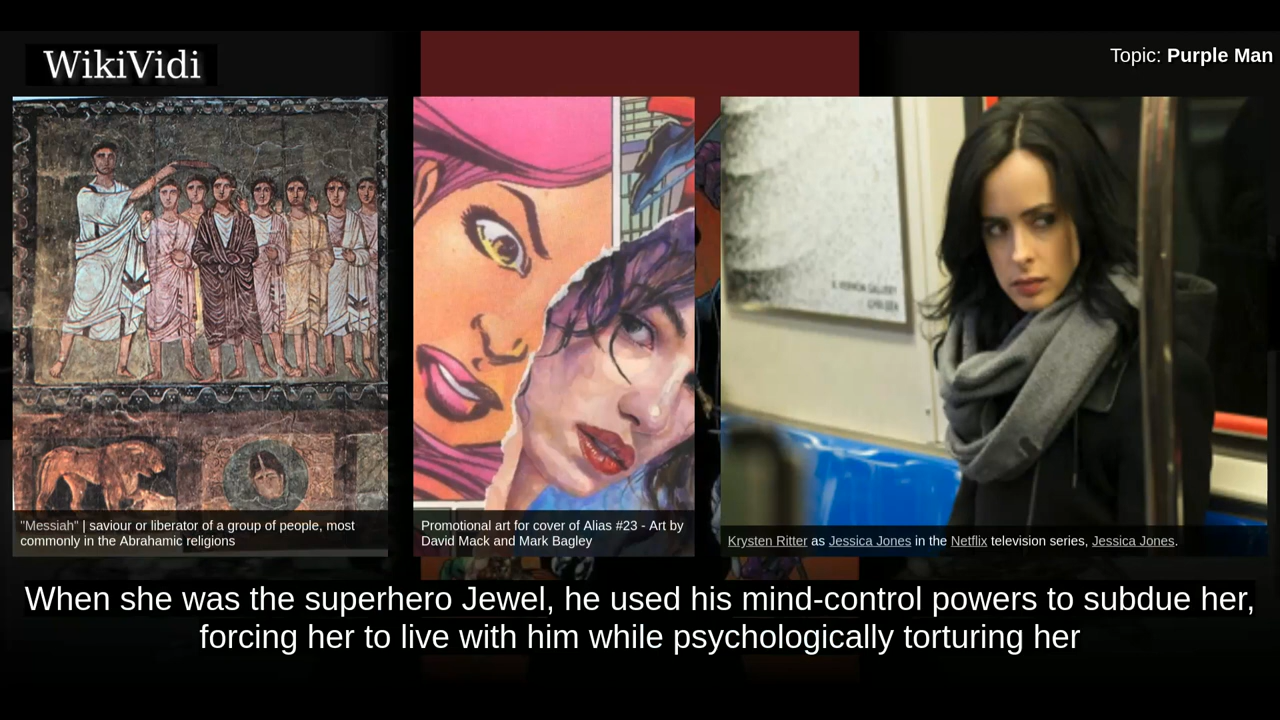 WikiVidi
Topic: Purple Man
"Messiah" | saviour or liberator of a group of people, most
commonly in the Abrahamic religions
Promotional art for cover of Alias #23 - Art by
David Mack and Mark Bagley
Krysten Ritter as Jessica Jones in the Netflix television series, Jessica Jones.
When she was the superhero Jewel, he used his mind-control powers to subdue her,
forcing her to live with him while psychologically torturing her